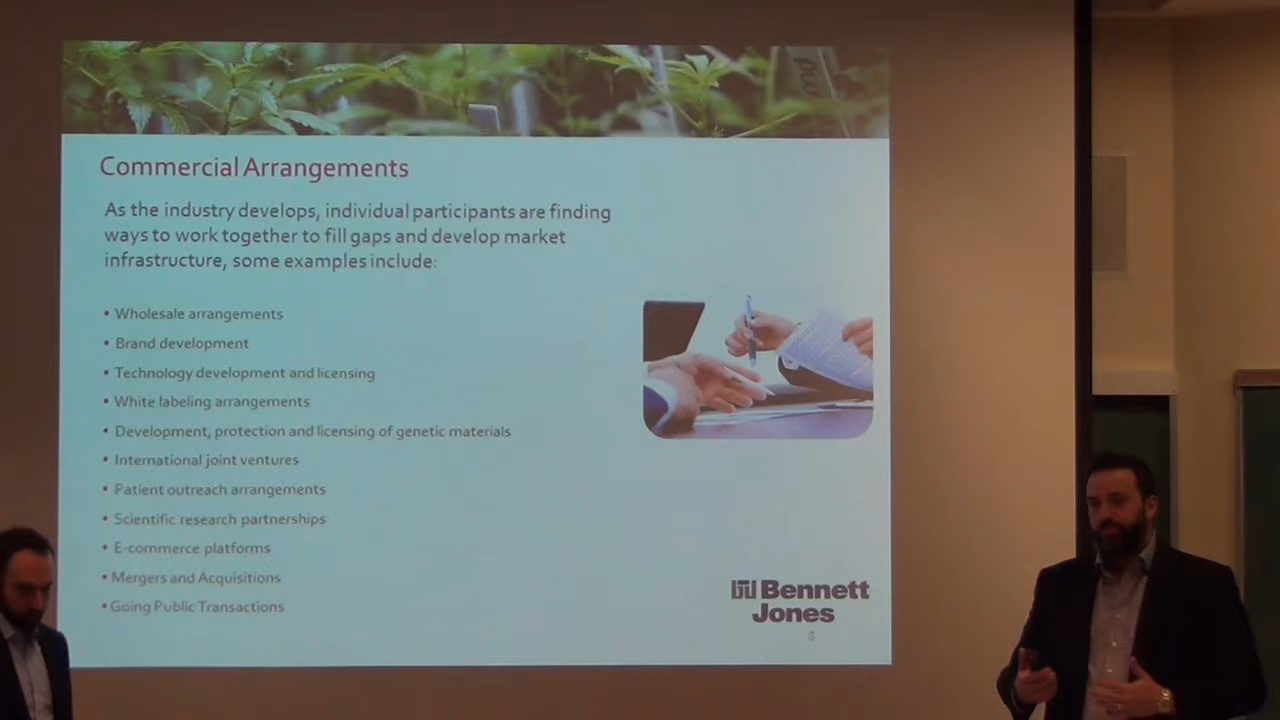 Commercial Arrangements
As the industry develops, individual participants are finding
ways to work together to fill gaps and develop market
infrastructure, some examples include:
• Wholesale arrangements
• Brand development
• Technology development and licensing
• White labeling arrangements
• Development, protection and licensing of genetic materials
• International joint ventures
• Patient outreach arrangements
• Scientific research partnerships
• E-commerce platforms
• Mergers and Acquisitions
• Going Public Transactions
Bennett
Jones